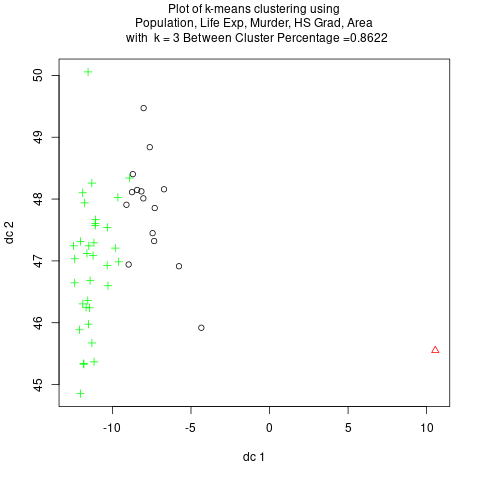 Plot of k-means clustering using
Population, Life Exp, Murder, HS Grad, Area
with k = 3 Between Cluster Percentage =0.8622
50
49
48
47
46
45
dc 2
-10 -5 0 5 10
dc 1